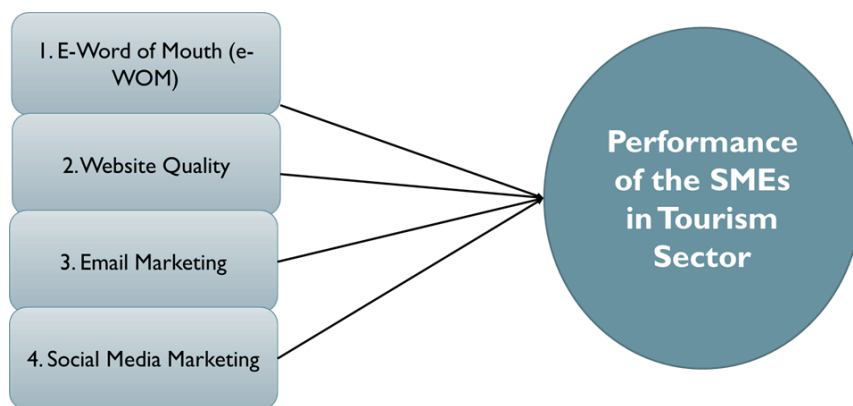 1. E-Word of Mouth (e-
WOM)
2. Website Quality
3. Email Marketing
4. Social Media Marketing
Performance
of the SMEs
in Tourism
Sector